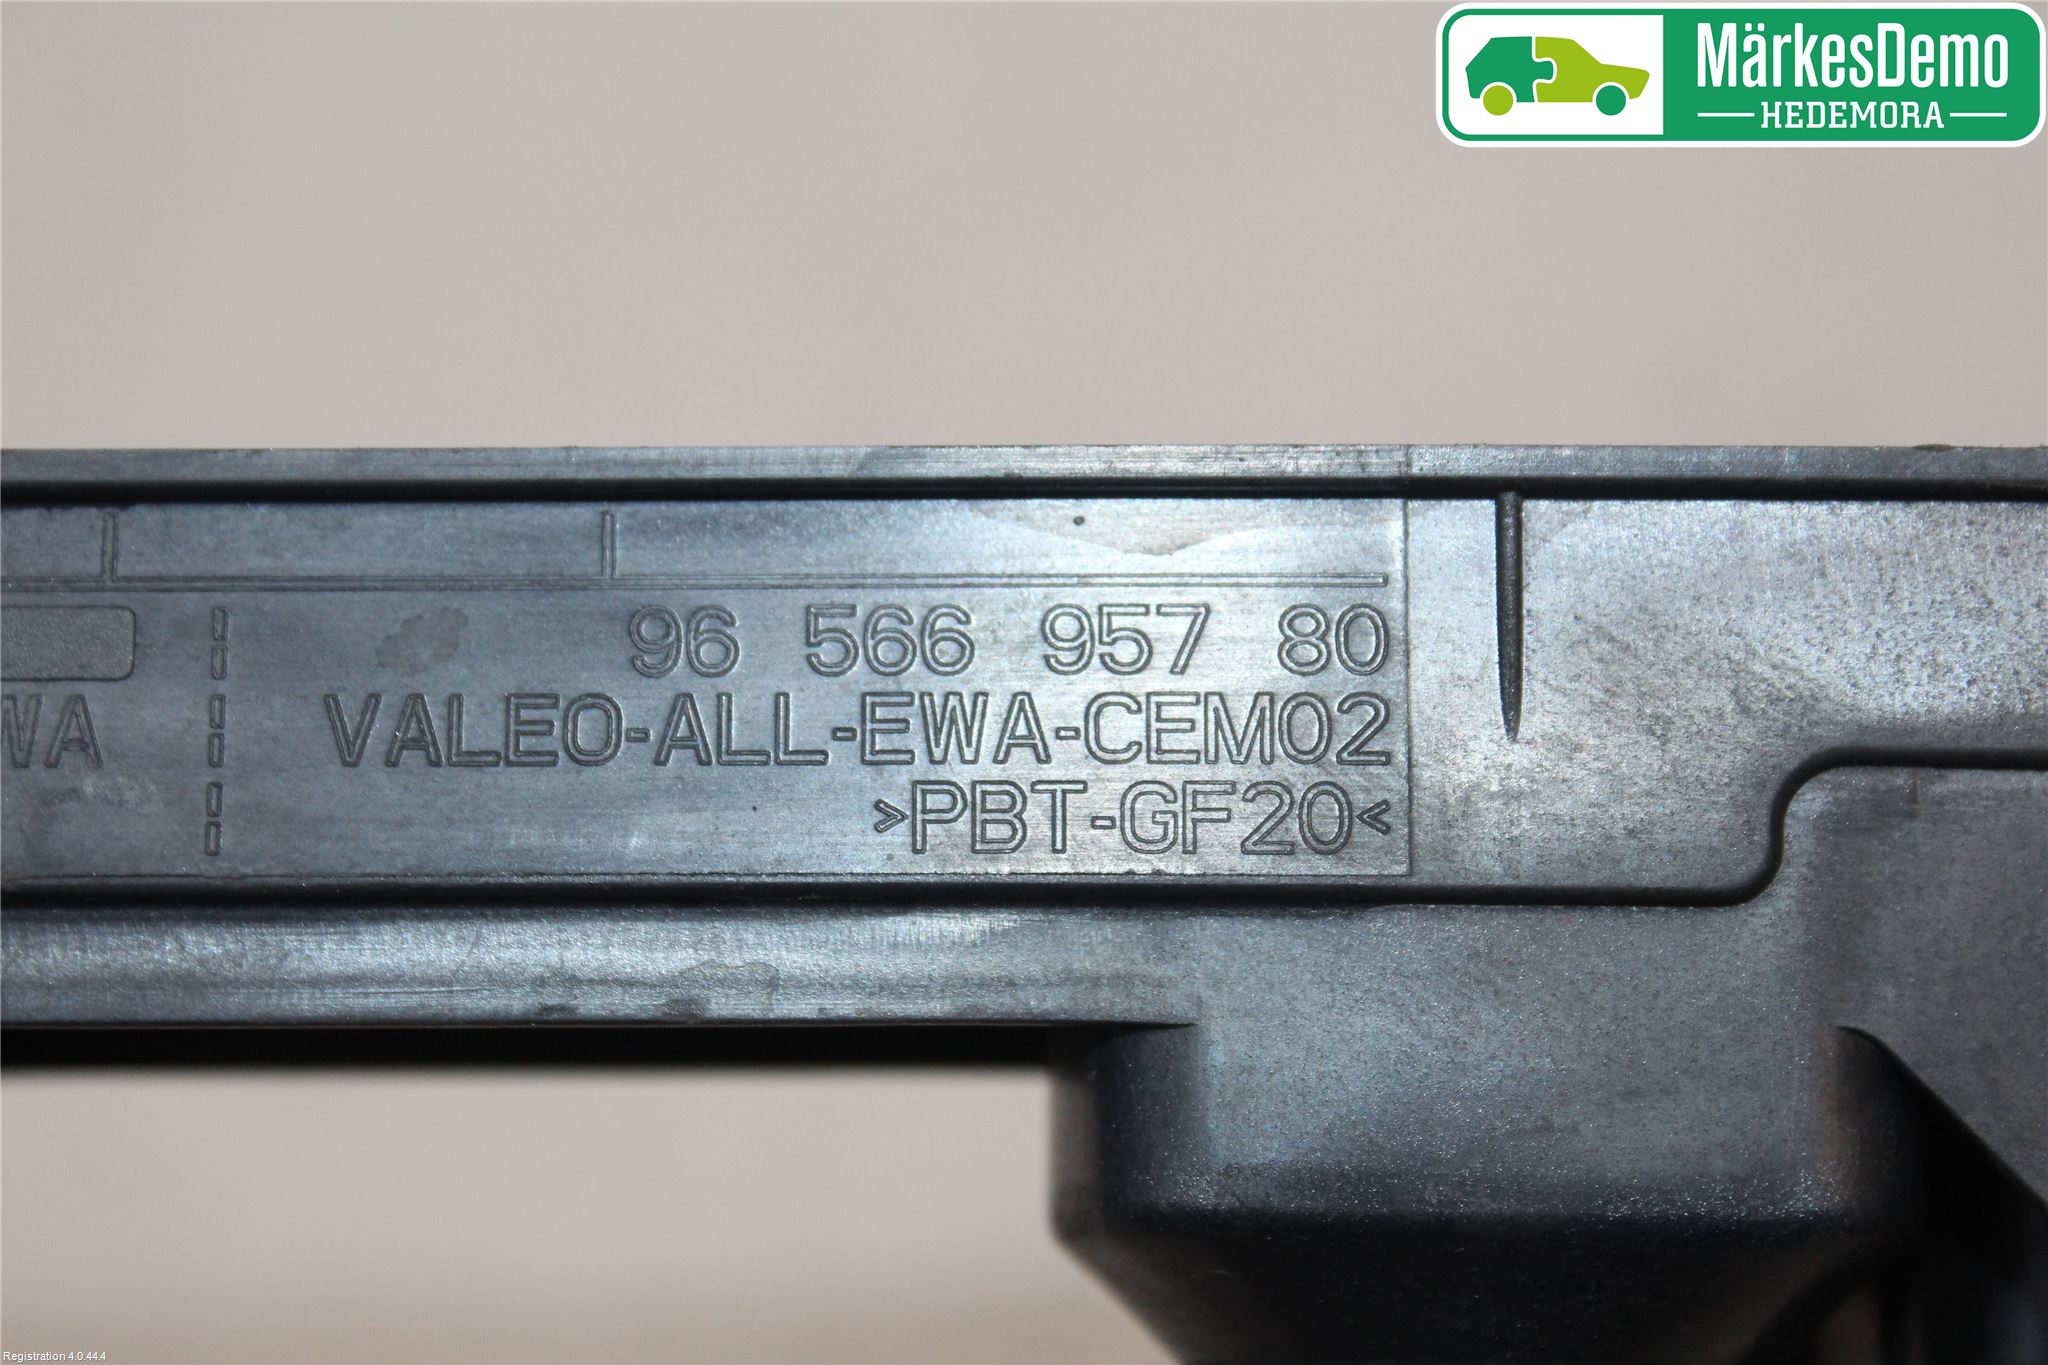 MärkesDemo
HEDEMORA
96 566 957 80
WA
VALEO-ALL-EWA-CEM02
>PBT-GF20<
Registration 4.0.44.4